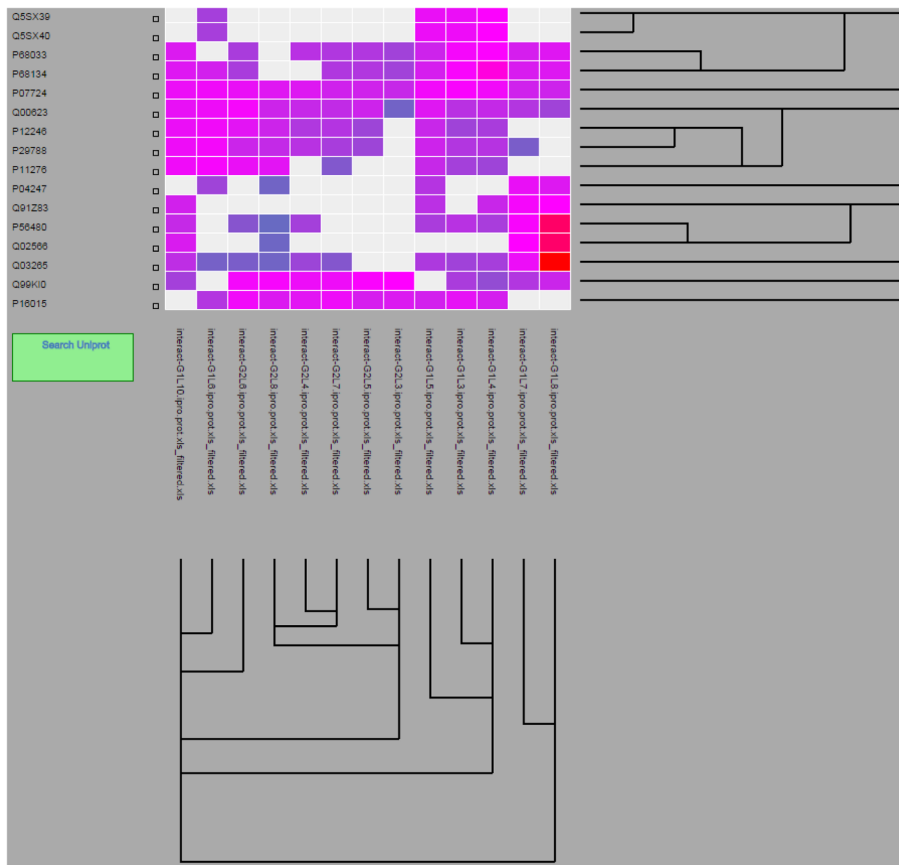 Q5SX39
Q5SX40
P68033
P68134
P07724
Q00623
P12246
P29788
P11276
P04247
Q91Z83
P56480
Q02566
Q03265
Q99KI0
P16015
Search Uniprot
interact-G1L10.ipro.prot.xls_filtered.xls
interact-G1L6.ipro.prot.xls_filtered.xls
interact-G2L6.ipro.prot.xls_filtered.xls
interact-G2L8.ipro.prot.xls_filtered.xls
interact-G2L4.ipro.prot.xls_filtered.xls
interact-G2L7.ipro.prot.xls_filtered.xls
interact-G2L5.ipro.prot.xls_filtered.xls
interact-G2L3.ipro.prot.xls_filtered.xls
interact-G1L5.ipro.prot.xls_filtered.xls
interact-G1L3.ipro.prot.xls_filtered.xls
interact-G1L4.ipro.prot.xls_filtered.xls
interact-G1L7.ipro.prot.xls_filtered.xls
interact-G1L8.ipro.prot.xls_filtered.xls